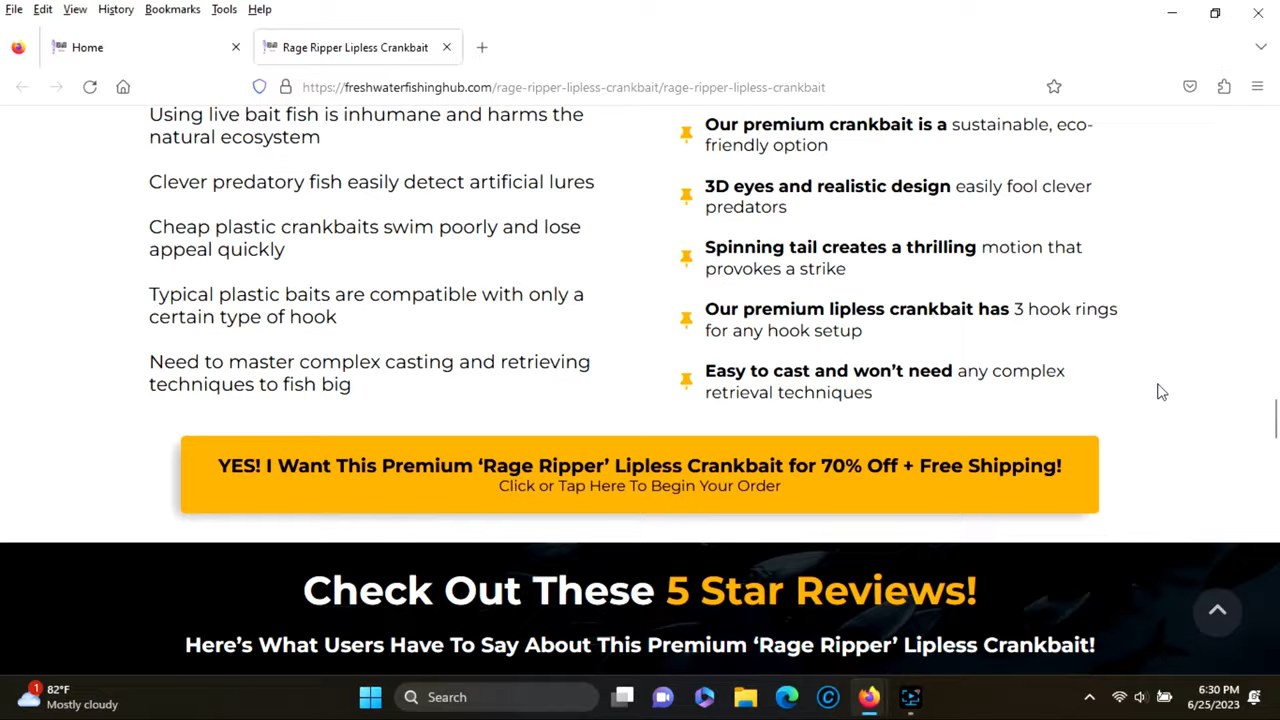 File Edit View History Bookmarks Tools Help
Home
Rage Ripper Lipless Crankbait
https://freshwaterfishinghub.com/rage-ripper-lipless-crankbait/rage-ripper-lipless-crankbait
Using live bait fish is inhumane and harms the
natural ecosystem
Clever predatory fish easily detect artificial lures
Cheap plastic crankbaits swim poorly and lose
appeal quickly
Typical plastic baits are compatible with only a
certain type of hook
Need to master complex casting and retrieving
techniques to fish big
Our premium crankbait is a sustainable, eco-
friendly option
3D eyes and realistic design easily fool clever
predators
Spinning tail creates a thrilling motion that
provokes a strike
Our premium lipless crankbait has 3 hook rings
for any hook setup
Easy to cast and won't need any complex
retrieval techniques
YES! I Want This Premium ‘Rage Ripper’ Lipless Crankbait for 70% Off + Free Shipping!
Click or Tap Here To Begin Your Order
Check Out These 5 Star Reviews!
Here's What Users Have To Say About This Premium ‘Rage Ripper’ Lipless Crankbait!
1
82°F
Mostly cloudy
Search
6:30 PM
6/25/2023